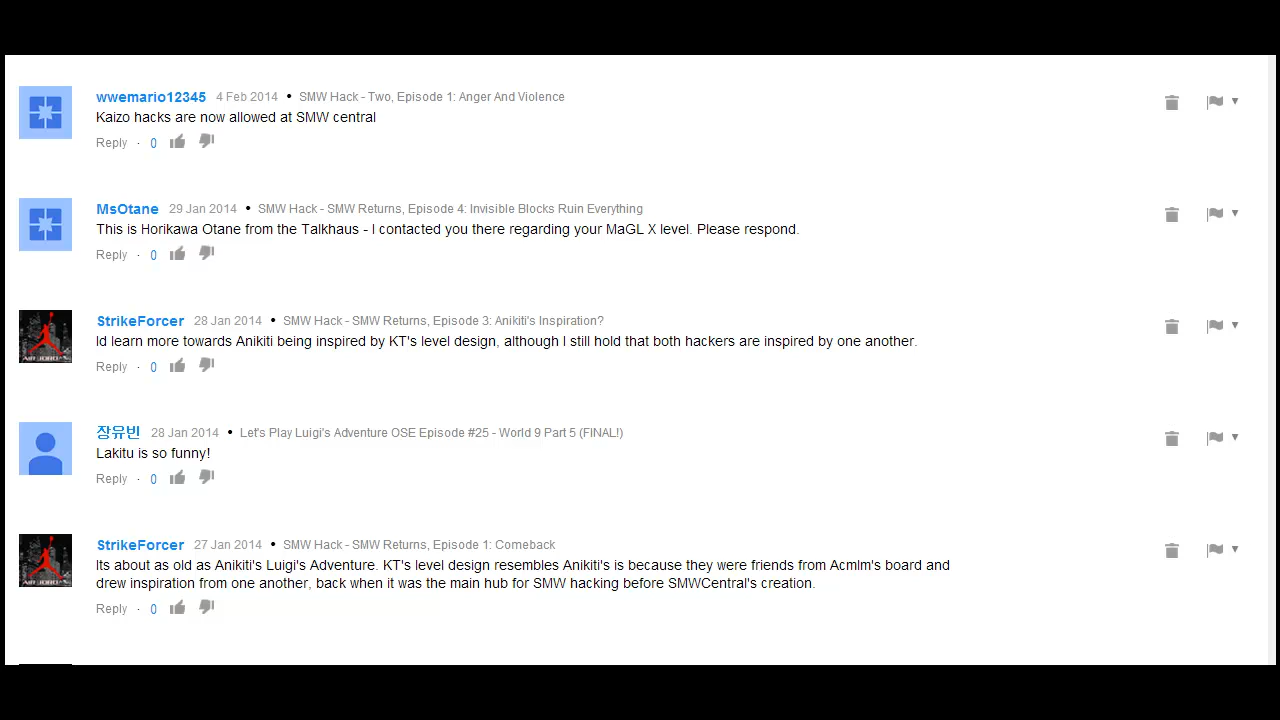 wwemario12345 4 Feb 2014 • SMW Hack - Two, Episode 1: Anger And Violence
Kaizo hacks are now allowed at SMW central
Reply · 0
MsOtane 29 Jan 2014 • SMW Hack - SMW Returns, Episode 4: Invisible Blocks Ruin Everything
This is Horikawa Otane from the Talkhaus - I contacted you there regarding your MaGL X level. Please respond.
Reply · 0
StrikeForcer 28 Jan 2014 • SMW Hack - SMW Returns, Episode 3: Anikiti's Inspiration?
Id learn more towards Anikiti being inspired by KT's level design, although I still hold that both hackers are inspired by one another.
Reply · 0
장유빈 28 Jan 2014 • Let's Play Luigi's Adventure OSE Episode #25 - World 9 Part 5 (FINAL!)
Lakitu is so funny!
Reply · 0
StrikeForcer 27 Jan 2014 • SMW Hack - SMW Returns, Episode 1: Comeback
Its about as old as Anikiti's Luigi's Adventure. KT's level design resembles Anikiti's is because they were friends from Acmlm's board and
drew inspiration from one another, back when it was the main hub for SMW hacking before SMWCentral's creation.
Reply · 0